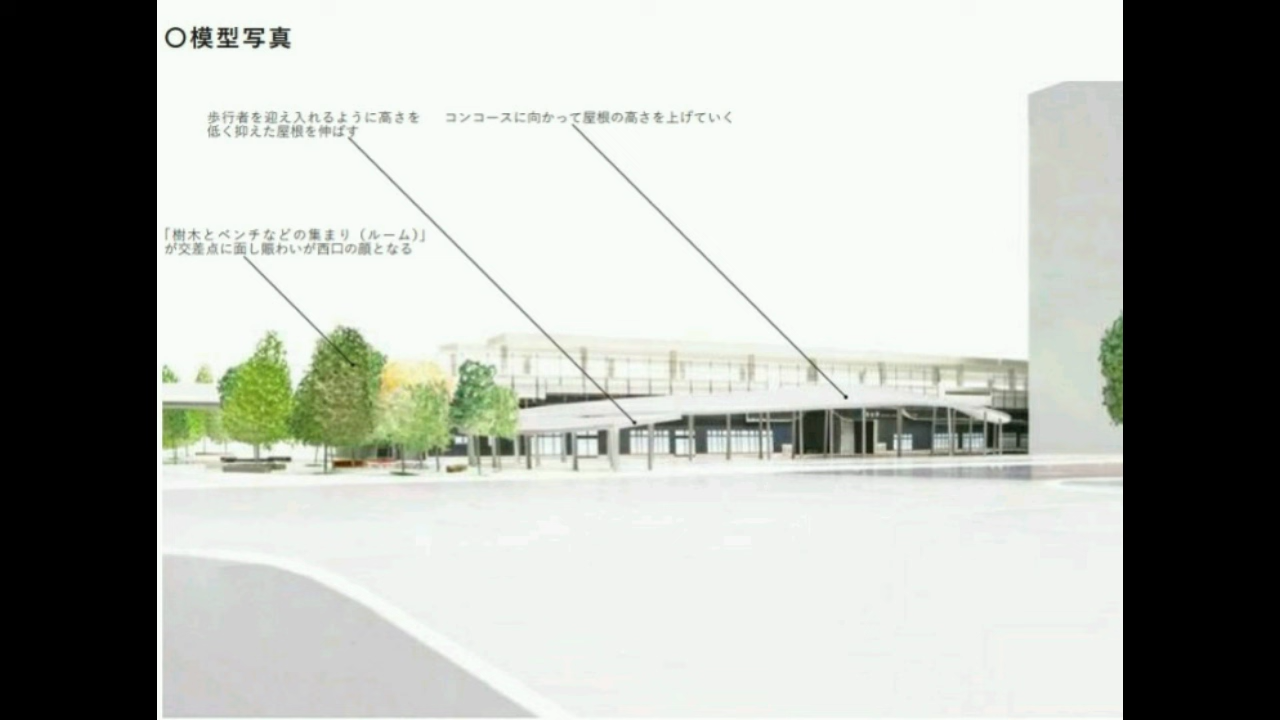 〇模型写真
歩行者を迎え入れるように高さを
低く抑えた屋根を伸ばす
コンコースに向かって屋根の高さを上げていく
「樹木とベンチなどの集まり（ルーム）」
が交差点に面し賑わいが西口の顔となる